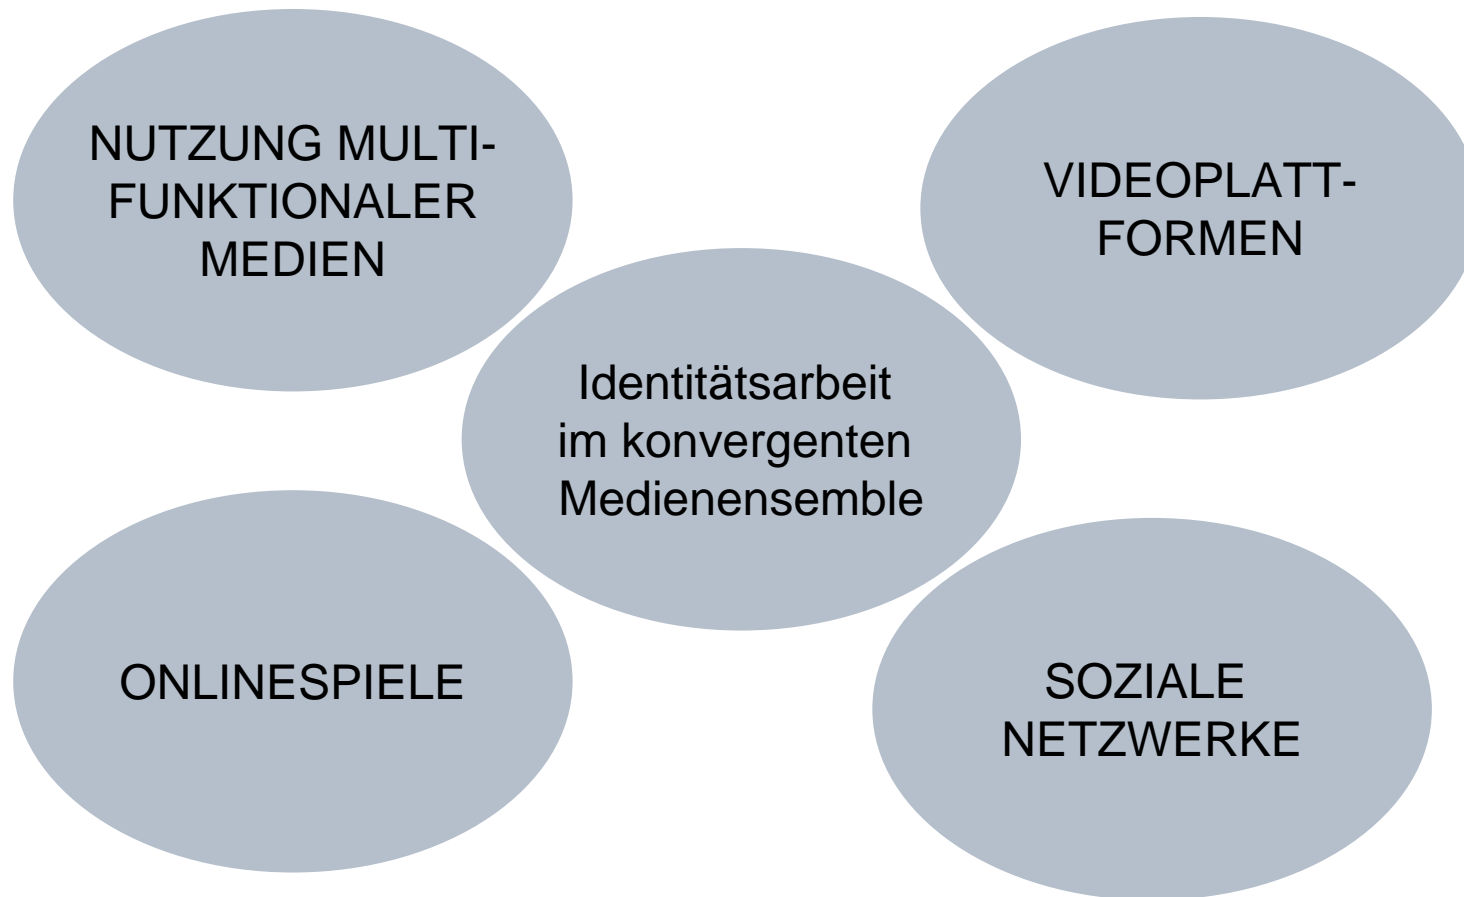 NUTZUNG MULTI-
FUNKTIONALER
MEDIEN
VIDEOPLATT-
FORMEN
Identitätsarbeit
im konvergenten
Medienensemble
ONLINESPIELE
SOZIALE
NETZWERKE